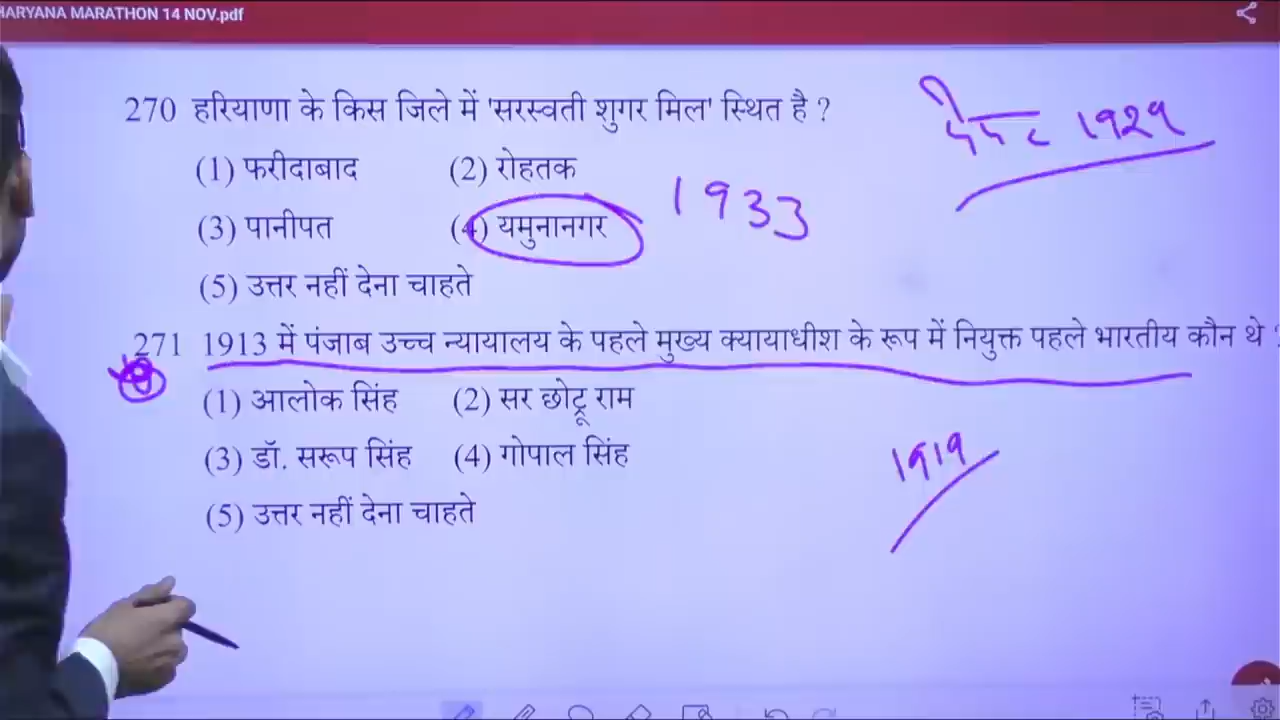 HARYANA MARATHON 14 NOV.pdf
270 हरियाणा के किस जिले में 'सरस्वती शुगर मिल' स्थित है ?
पेपर 1929
(1) फरीदाबाद (2) रोहतक
1933
(3) पानीपत (4) यमुनानगर
(5) उत्तर नहीं देना चाहते
271 1913 में पंजाब उच्च न्यायालय के पहले मुख्य क्यायाधीश के रूप में नियुक्त पहले भारतीय कौन थे ?
(1) आलोक सिंह (2) सर छोटू राम
(3) डॉ. सरूप सिंह (4) गोपाल सिंह
1919
(5) उत्तर नहीं देना चाहते